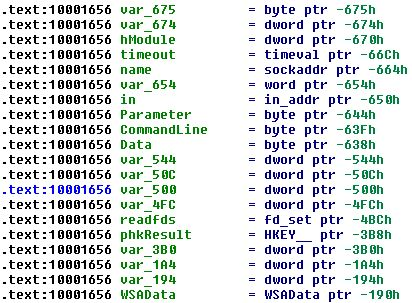 .text:10001656 var_675 = byte ptr -675h
.text:10001656 var_674 = dword ptr -674h
.text:10001656 hModule = dword ptr -670h
.text:10001656 timeout = timeval ptr -66Ch
.text:10001656 name = sockaddr ptr -664h
.text:10001656 var_654 = word ptr -654h
.text:10001656 in = in_addr ptr -650h
.text:10001656 Parameter = byte ptr -644h
.text:10001656 CommandLine = byte ptr -63Fh
.text:10001656 Data = byte ptr -638h
.text:10001656 var_544 = dword ptr -544h
.text:10001656 var_50C = dword ptr -50Ch
.text:10001656 var_500 = dword ptr -500h
.text:10001656 var_4FC = dword ptr -4FCh
.text:10001656 readfds = fd_set ptr -4BCh
.text:10001656 phkResult = HKEY__ ptr -3B8h
.text:10001656 var_3B0 = dword ptr -3B0h
.text:10001656 var_1A4 = dword ptr -1A4h
.text:10001656 var_194 = dword ptr -194h
.text:10001656 WSAData = WSAData ptr -190h